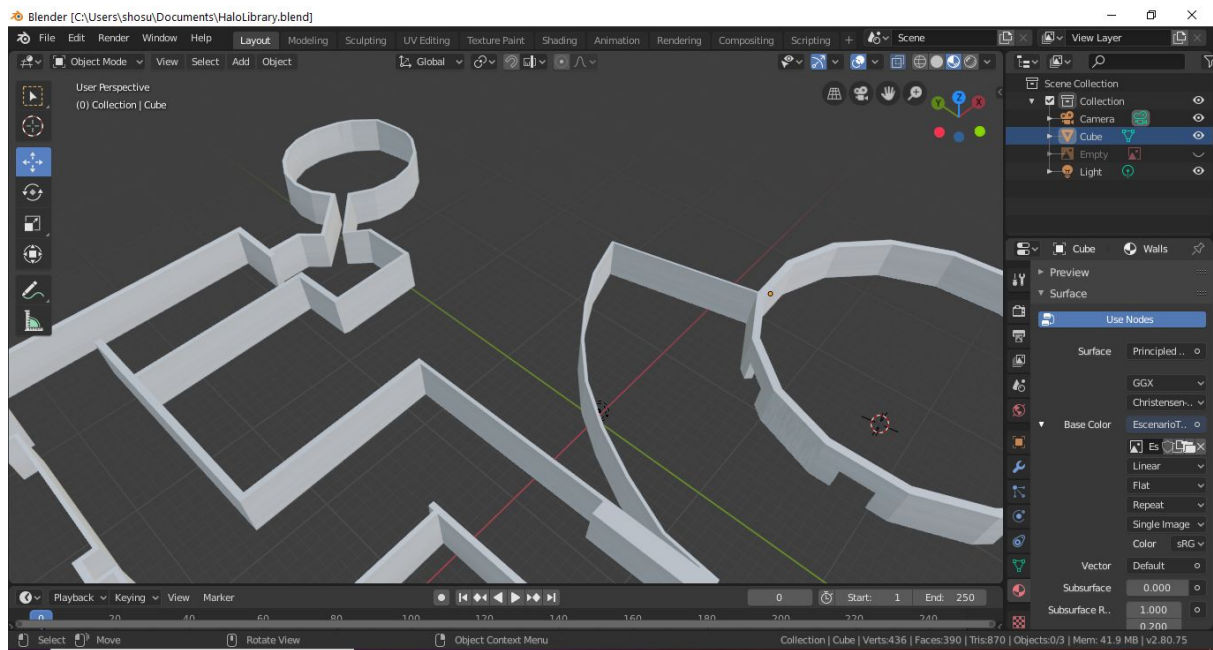 Blender [C:\Users\shosu\Documents\HaloLibrary.blend]
File Edit Render Window Help Layout Modeling Sculpting UV Editing Texture Paint Shading Animation Rendering Compositing Scripting + Scene View Layer
Object Mode View Select Add Object Global
User Perspective
(0) Collection | Cube
Z
Scene Collection
Collection
Camera
Cube
Empty
Light
Cube Walls
Preview
Surface
Use Nodes
Surface Principled ..
GGX
Christensen-..
Base Color EscenarioT..
Es
Linear
Flat
Repeat
Single Image
Color sRG
Vector Default
Subsurface 0.000
Subsurface R.. 1.000
0.200
Playback Keying View Marker 0 Start: 1 End: 250
0 20 40 60 80 100 120 140 160 180 200 220 240
Select Move Rotate View Object Context Menu Collection | Cube | Verts:436 | Faces:390 | Tris:870 | Objects:0/3 | Mem: 41.9 MB | v2.80.75